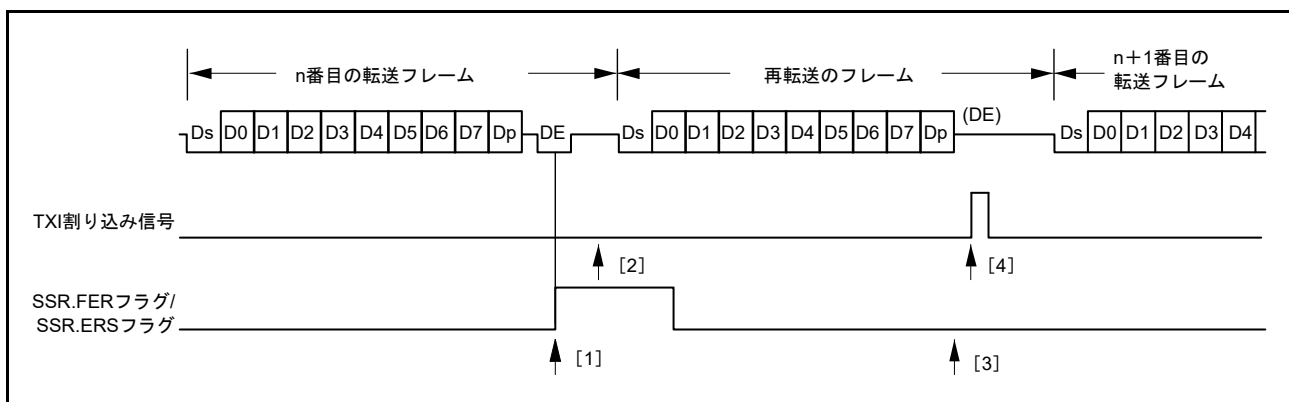 n番目の転送フレーム
再転送のフレーム
n+1番目の
転送フレーム
Ds D0 D1 D2 D3 D4 D5 D6 D7 Dp DE Ds D0 D1 D2 D3 D4 D5 D6 D7 Dp (DE) Ds D0 D1 D2 D3 D4
TXI割り込み信号
[2]
[4]
SSR.FERフラグ/
SSR.ERSフラグ
[1]
[3]